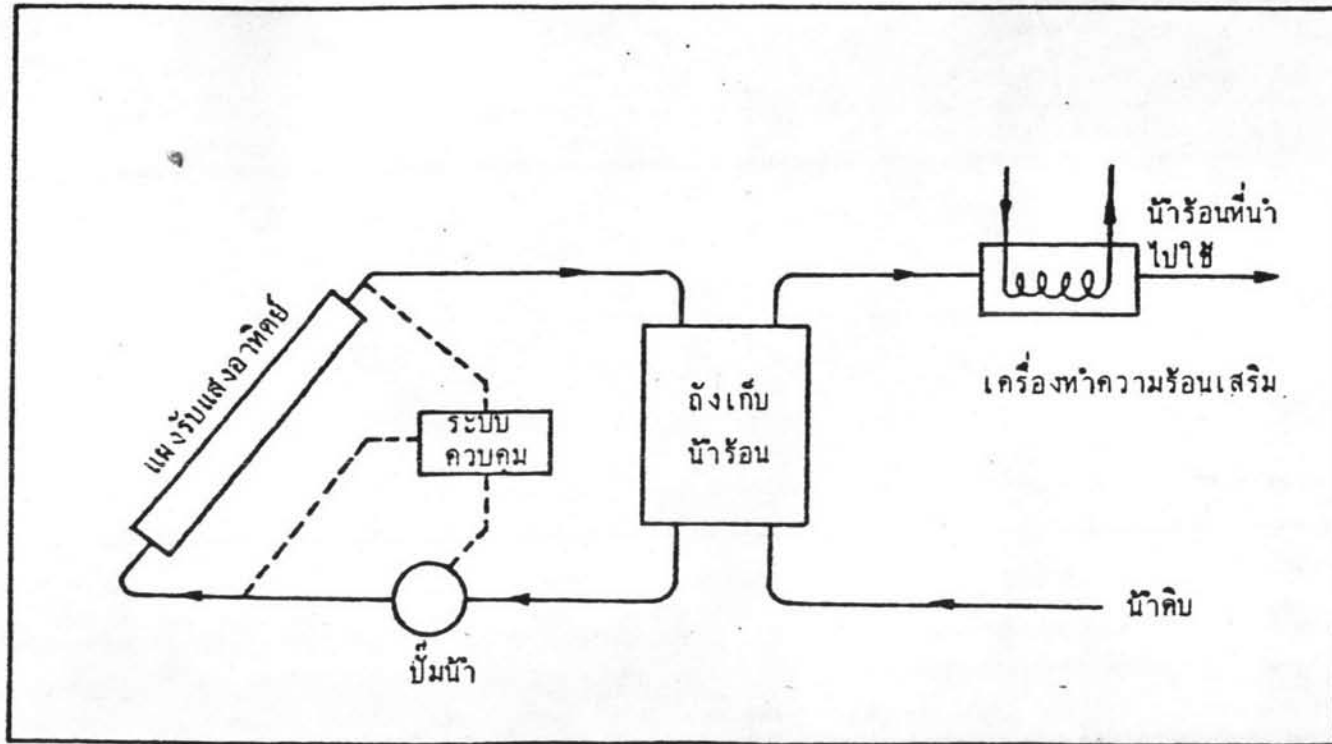 น้ำร้อนที่นำ
ไปใช้
แผงรับแสงอาทิตย์
เครื่องทำความร้อนเสริม
ถังเก็บ
น้ำร้อน
ระบบ
ควบคุม
น้ำดิบ
ปั๊มน้ำ